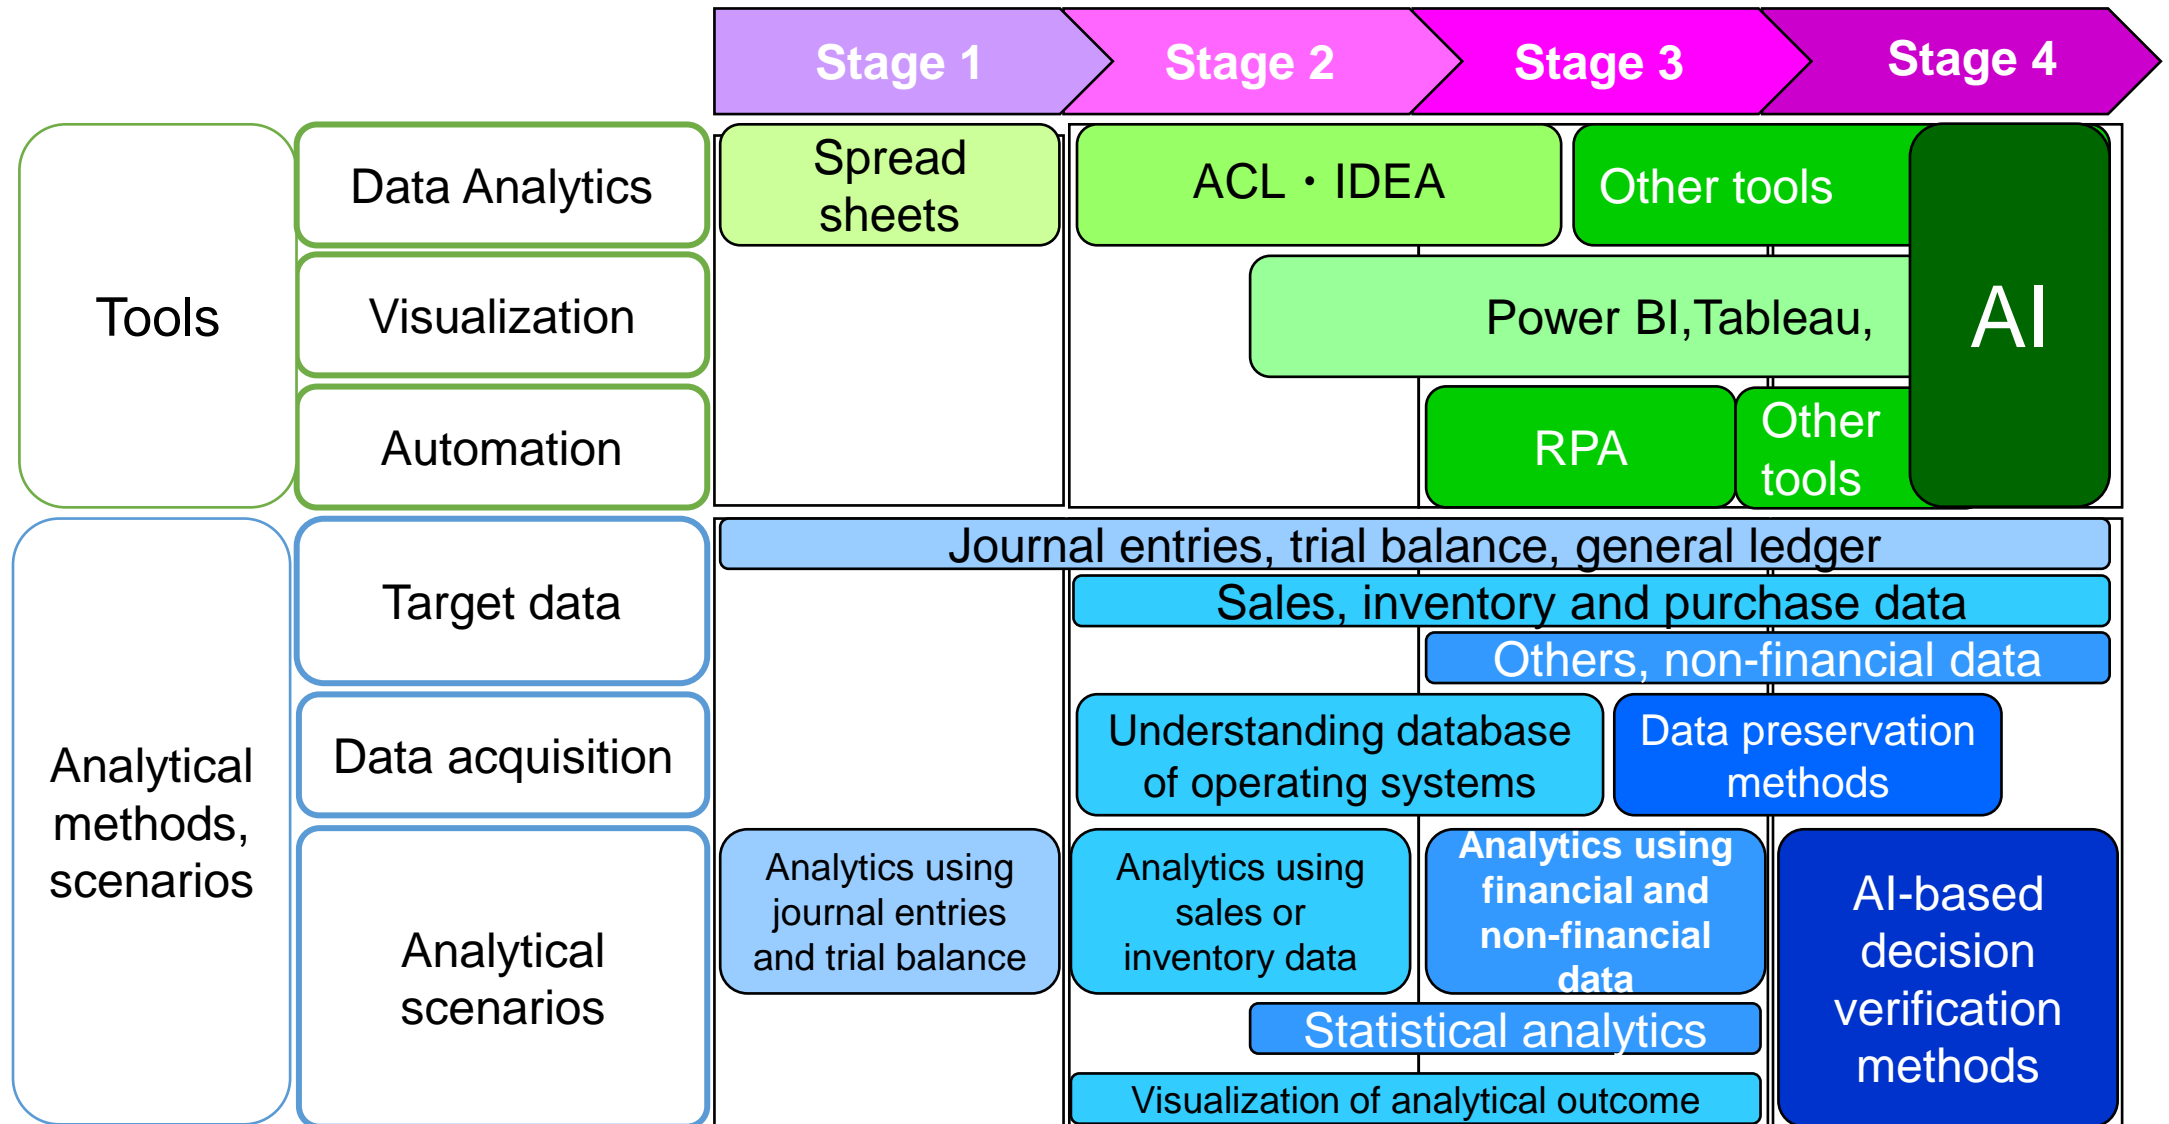 Stage 1
Stage 2
Stage 3
Stage 4
Tools
Data Analytics
Spread
sheets
ACL・IDEA
Other tools
AI
Visualization
Power BI,Tableau,
Automation
RPA
Other
tools
Analytical
methods,
scenarios
Target data
Journal entries, trial balance, general ledger
Sales, inventory and purchase data
Others, non-financial data
Data acquisition
Understanding database
of operating systems
Data preservation
methods
Analytical
scenarios
Analytics using
journal entries
and trial balance
Analytics using
sales or
inventory data
Analytics using
financial and
non-financial
data
AI-based
decision
verification
methods
Statistical analytics
Visualization of analytical outcome